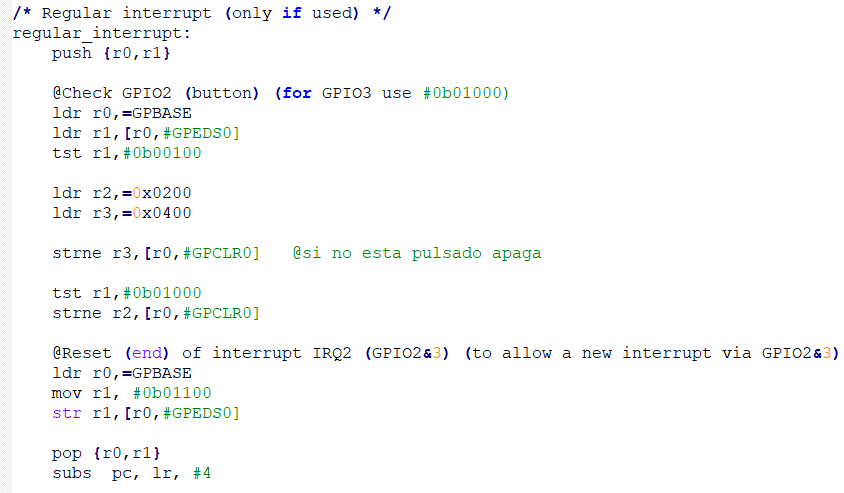 /* Regular interrupt (only if used) */
regular_interrupt:
push {r0,r1}
@Check GPIO2 (button) (for GPIO3 use #0b01000)
ldr r0,=GPBASE
ldr r1,[r0,#GPEDS0]
tst r1,#0b00100
ldr r2,=0x0200
ldr r3,=0x0400
strne r3,[r0,#GPCLR0]   @si no esta pulsado apaga
tst r1,#0b01000
strne r2,[r0,#GPCLR0]
@Reset (end) of interrupt IRQ2 (GPIO2&3) (to allow a new interrupt via GPIO2&3)
ldr r0,=GPBASE
mov r1, #0b01100
str r1,[r0,#GPEDS0]
pop {r0,r1}
subs  pc, lr, #4